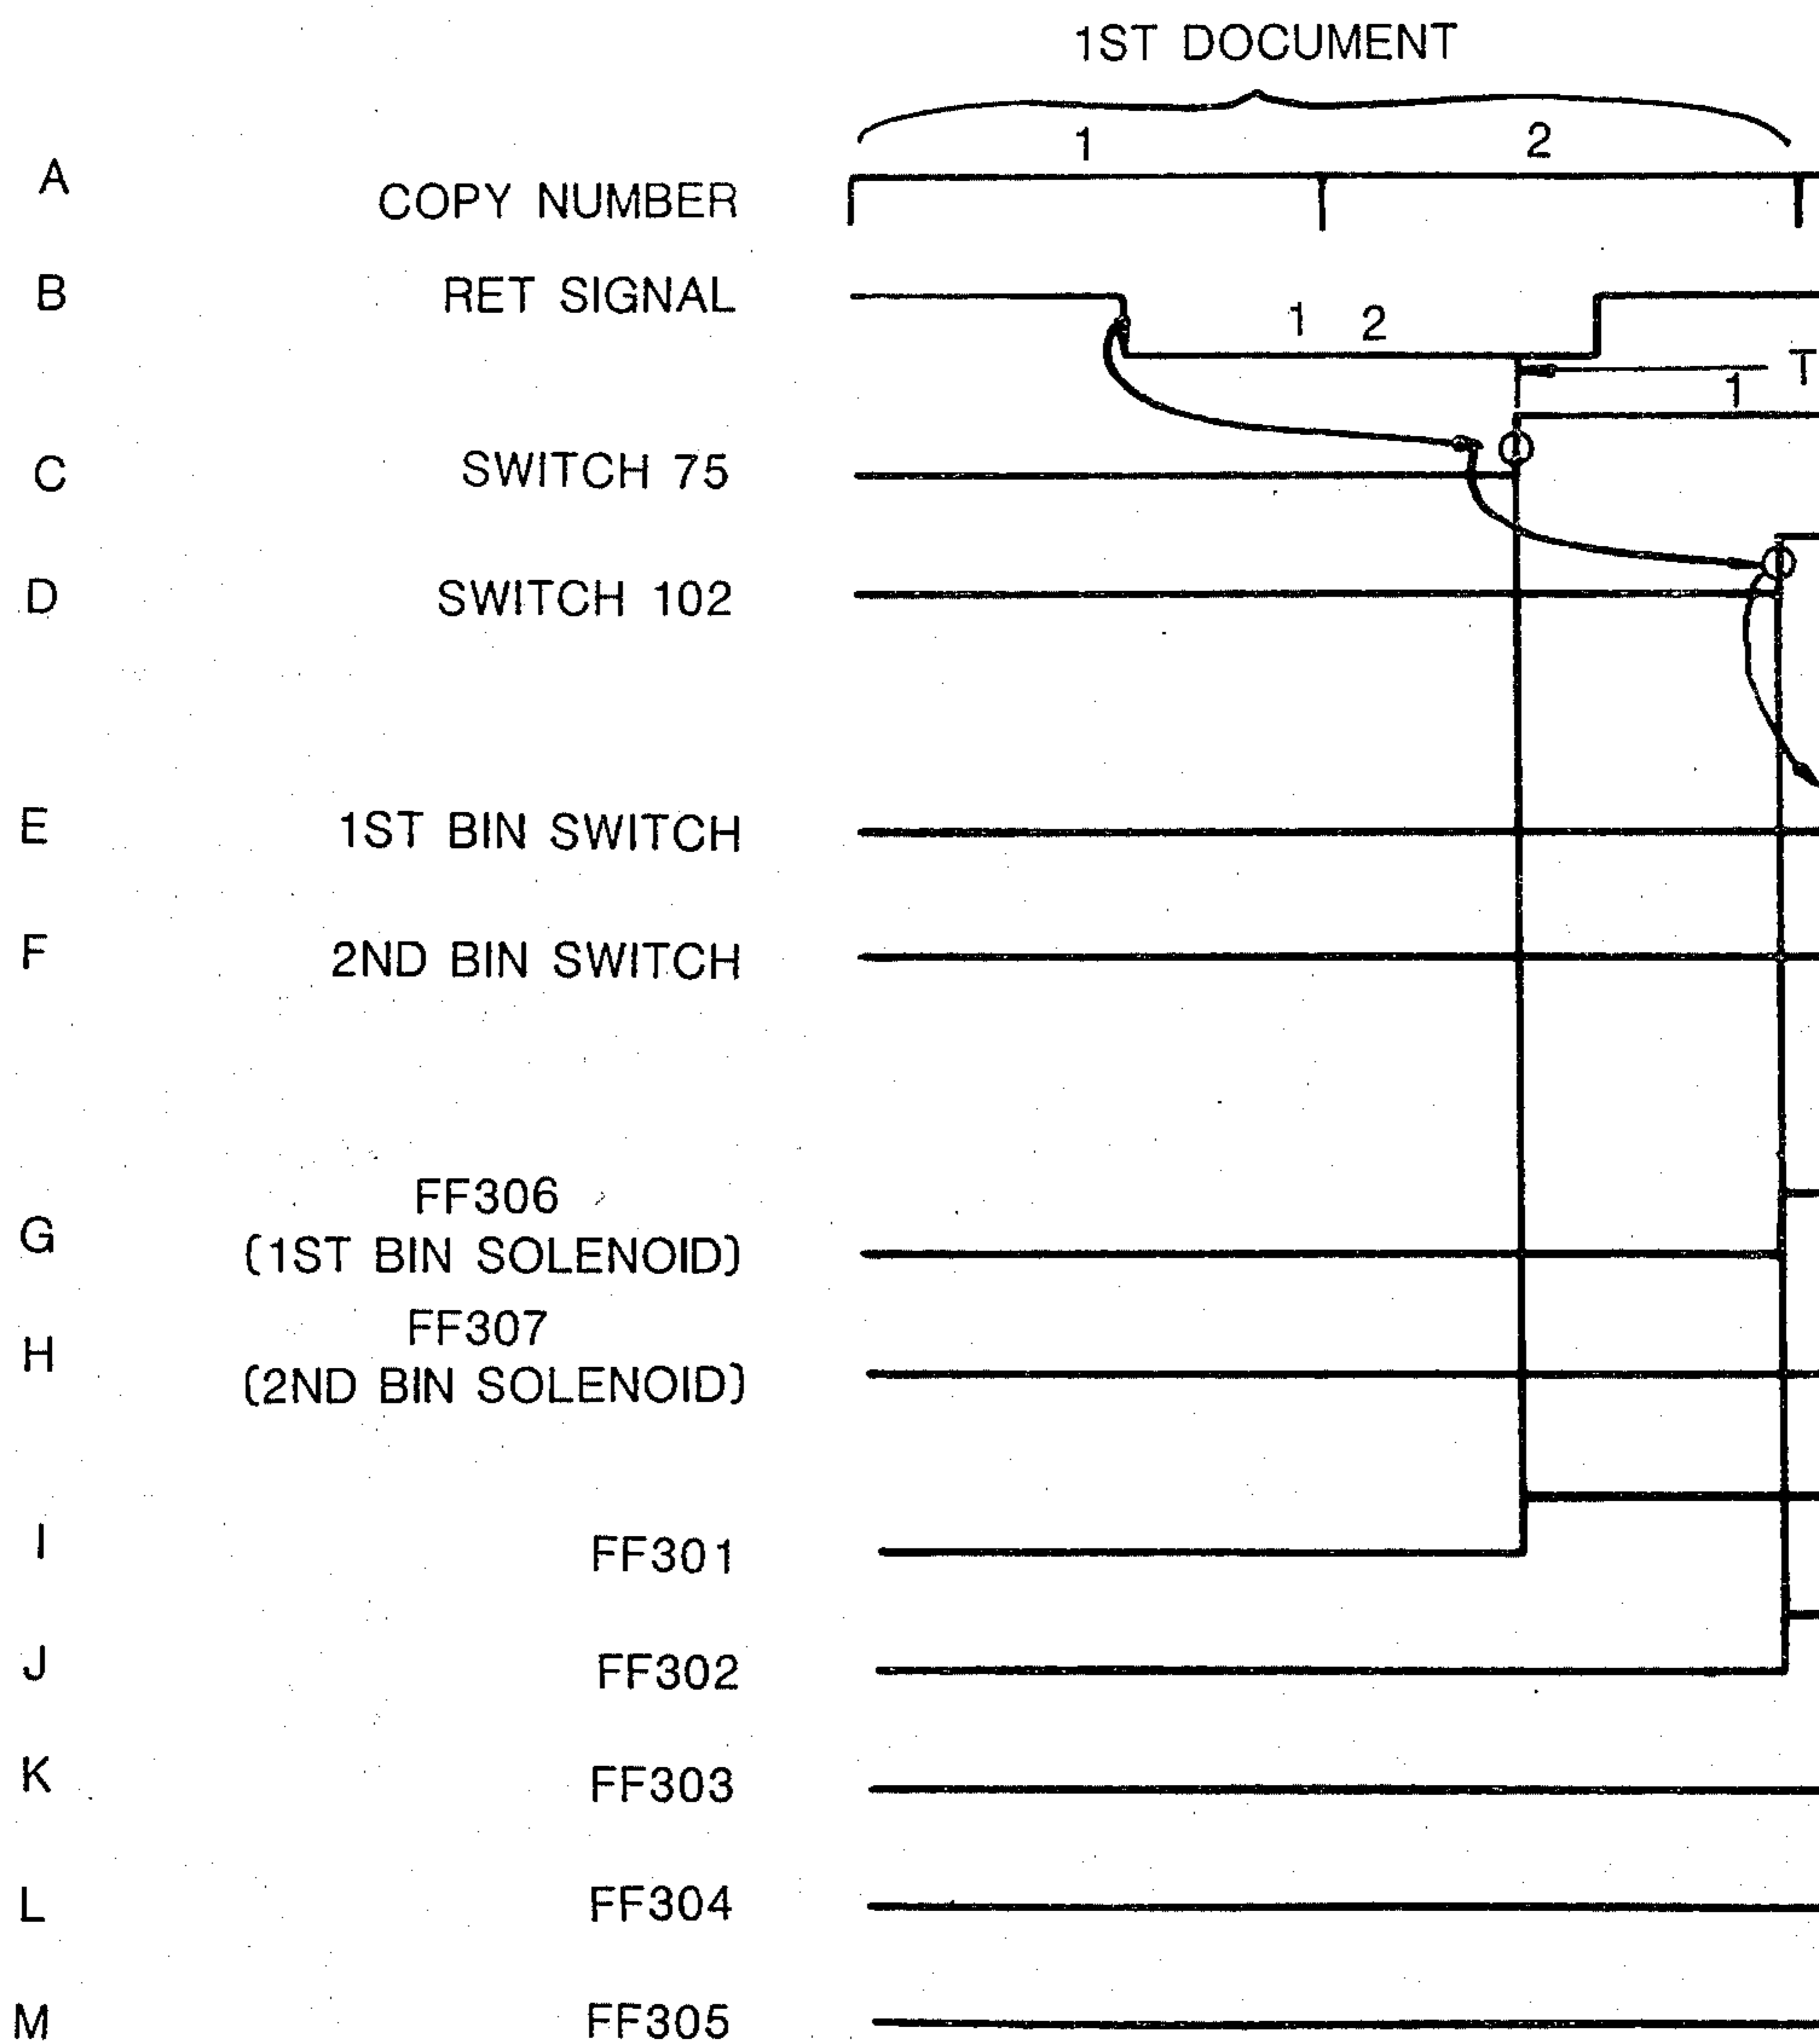 1ST DOCUMENT
1 2
A COPY NUMBER
B RET SIGNAL
1 2
T
1
C SWITCH 75
D SWITCH 102
E 1ST BIN SWITCH
F 2ND BIN SWITCH
FF306
G (1ST BIN SOLENOID)
FF307
H (2ND BIN SOLENOID)
I FF301
J FF302
K FF303
L FF304
M FF305